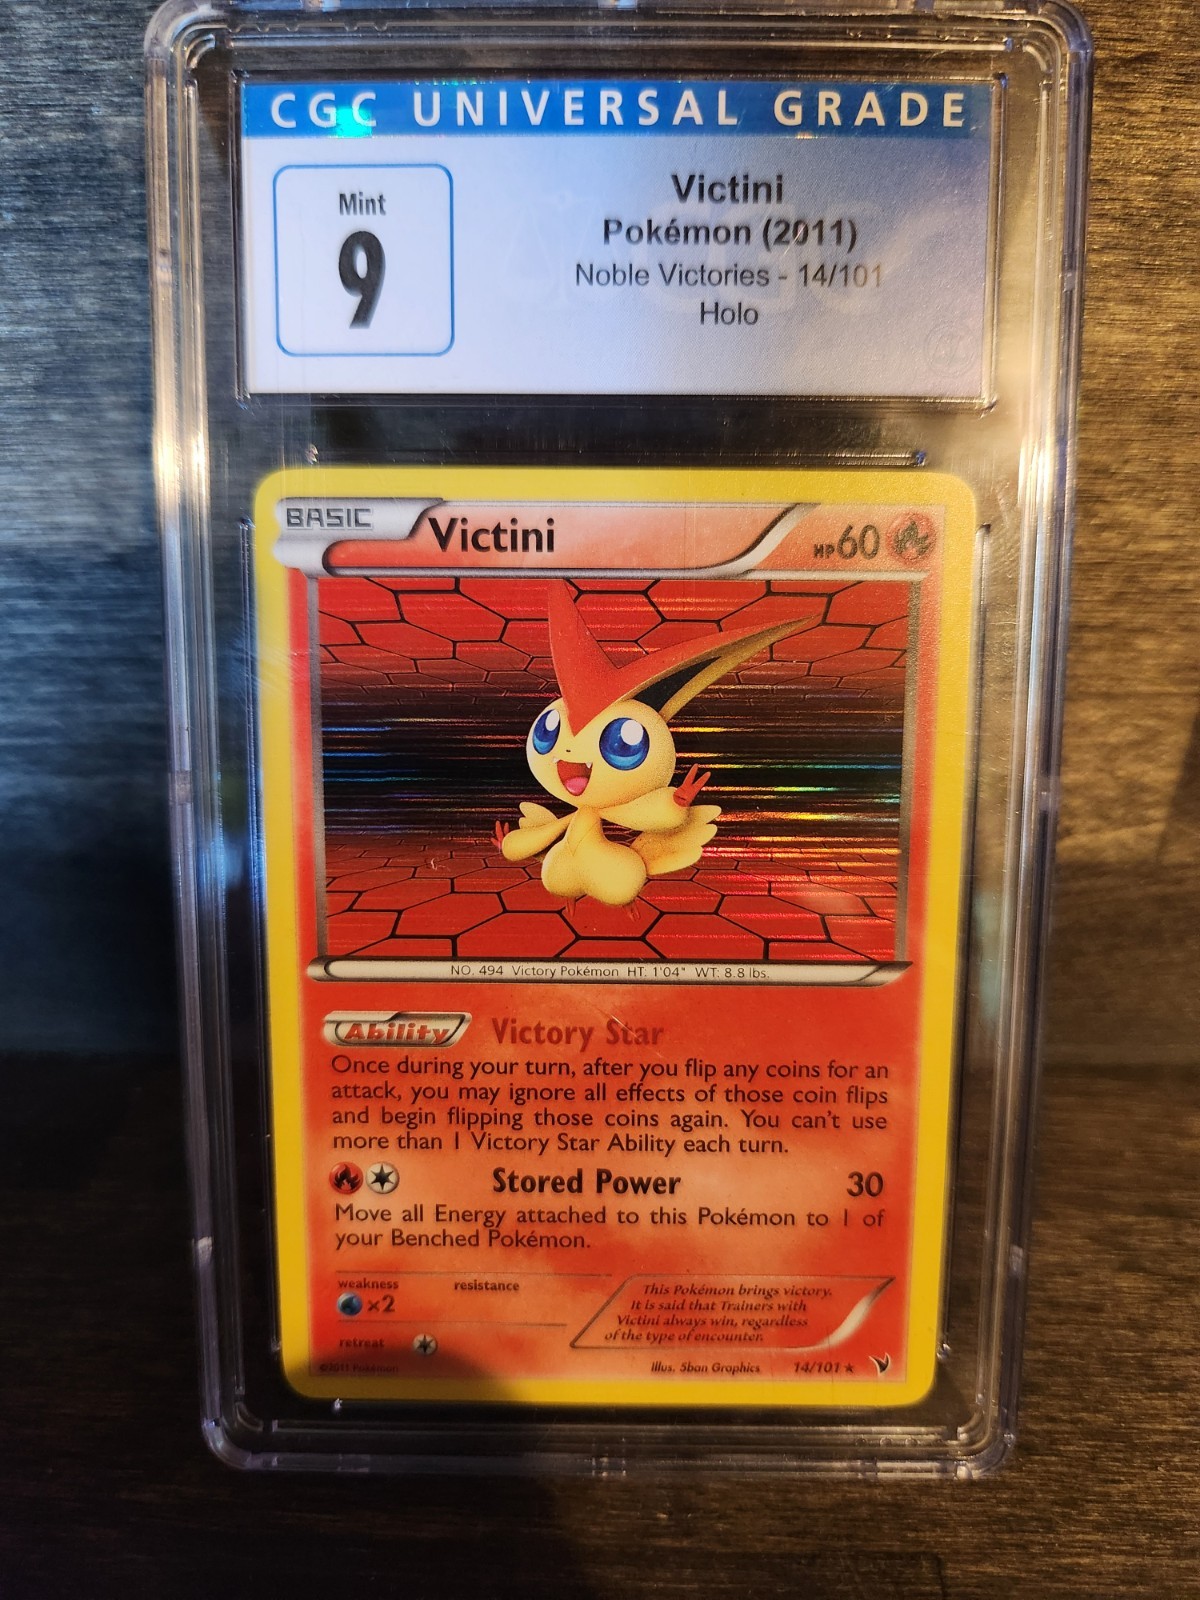 CGC UNIVERSAL GRADE
Mint
9
Victini
Pokémon (2011)
Noble Victories - 14/101
Holo
BASIC
Victini
HP60
NO. 494 Victory Pokémon HT: 1'04" WT: 8.8 lbs.
Ability Victory Star
Once during your turn, after you flip any coins for an
attack, you may ignore all effects of those coin flips
and begin flipping those coins again. You can't use
more than 1 Victory Star Ability each turn.
Stored Power 30
Move all Energy attached to this Pokémon to 1 of
your Benched Pokémon.
weakness resistance
×2
retreat
This Pokémon brings victory.
It is said that Trainers with
Victini always win, regardless
of the type of encounter.
©2011 Pokémon
Illus. 5ban Graphics 14/101 ★